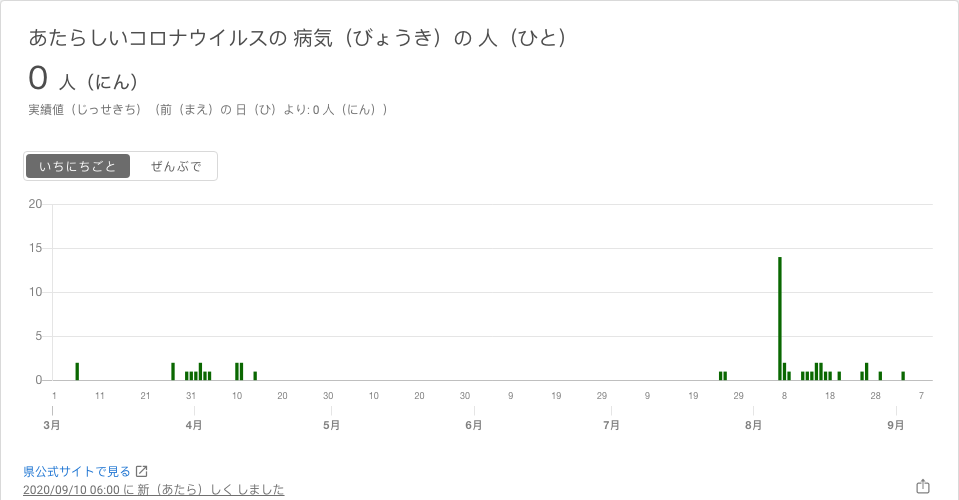 あたらしいコロナウイルスの 病気（びょうき）の 人（ひと）
0 人（にん）
実績値（じっせきち）（前（まえ）の 日（ひ）より: 0 人（にん））
いちにちごと ぜんぶで
20
15
10
5
0
1 11 21 31 10 20 30 10 20 30 9 19 29 9 19 29 8 18 28 7
3月 4月 5月 6月 7月 8月 9月
県公式サイトで見る
2020/09/10 06:00 に 新（あたら）しく しました